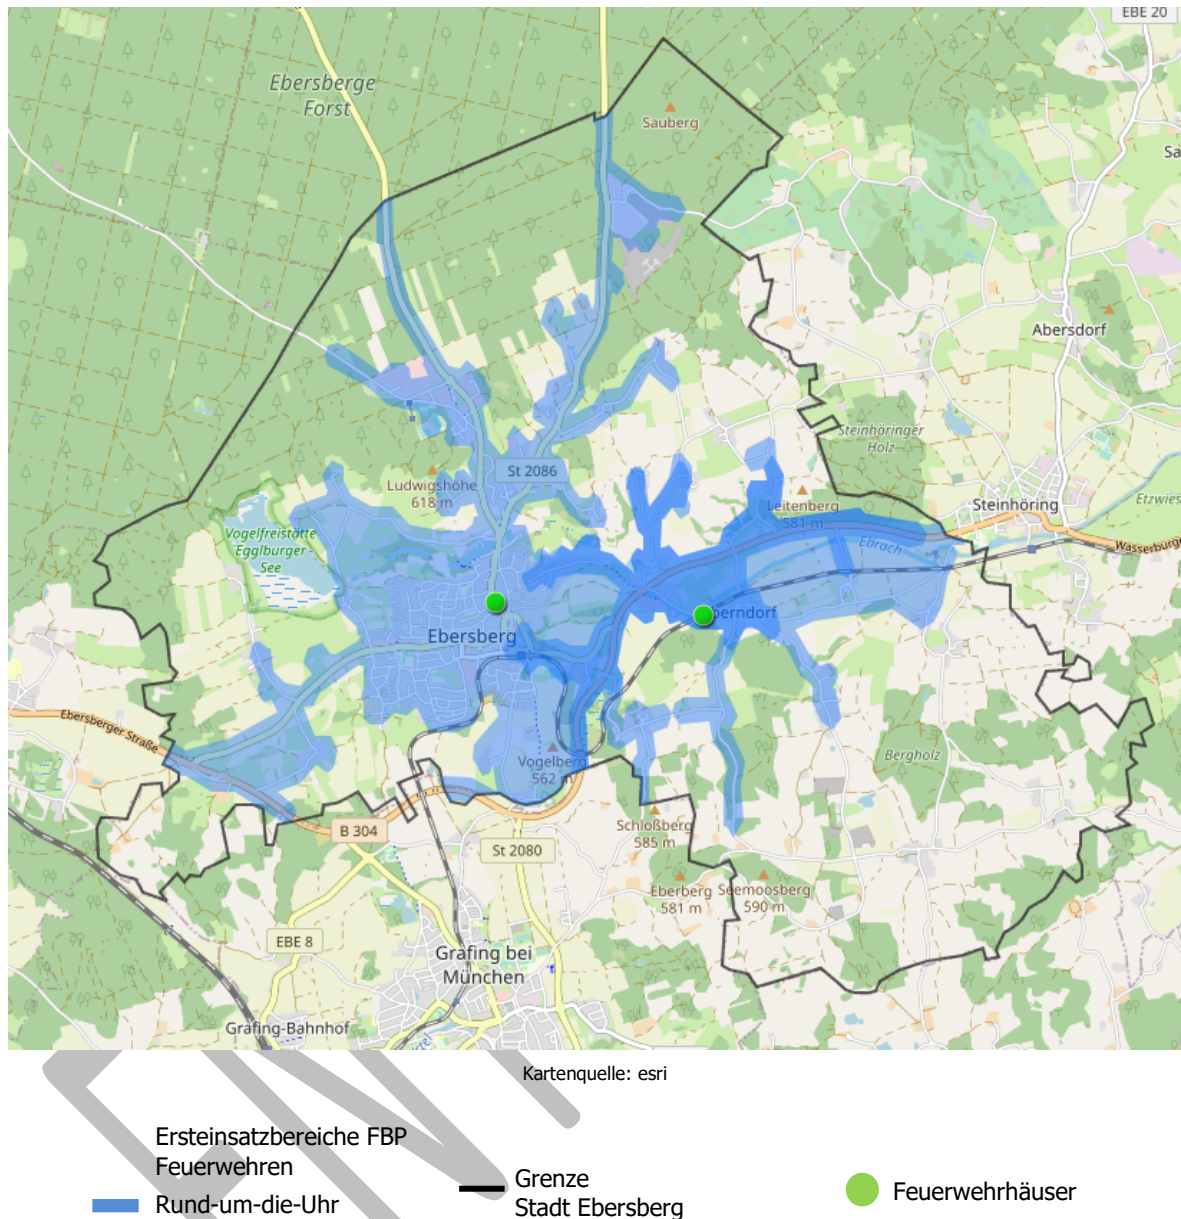 EBE 20
Ebersberge
Forst
Sauberg
Sa
Abersdorf
Steinhöringer
Holz
St 2086
Ludwigshöhe
618 m
Leitenberg
581 m
Steinhöring
Etzwies
Vogelfreistätte
Egglburger
See
Ebrach
Wasserburge
Ebersberg
berndorf
Ebersberger Straße
Vogelberg
562 m
Bergholz
B 304
Schloßberg
585 m
St 2080
Eberberg
581 m
Seemoosberg
590 m
EBE 8
Grafing bei
München
Grafing-Bahnhof
Kartenquelle: esri
Ersteinsatzbereiche FBP
Feuerwehren
Rund-um-die-Uhr
Grenze
Stadt Ebersberg
Feuerwehrhäuser